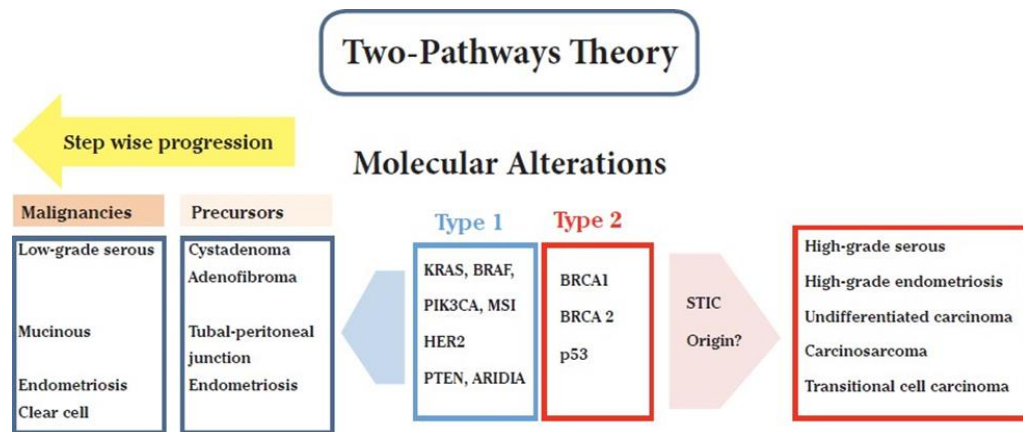 Two-Pathways Theory
Step wise progression
Molecular Alterations
Malignancies
Low-grade serous
Mucinous
Endometriosis
Clear cell
Precursors
Cystadenoma
Adenofibroma
Tubal-peritoneal
junction
Endometriosis
Type 1
KRAS, BRAF,
PIK3CA, MSI
HER2
PTEN, ARIDIA
Type 2
BRCA1
BRCA 2
p53
STIC
Origin?
High-grade serous
High-grade endometriosis
Undifferentiated carcinoma
Carcinosarcoma
Transitional cell carcinoma